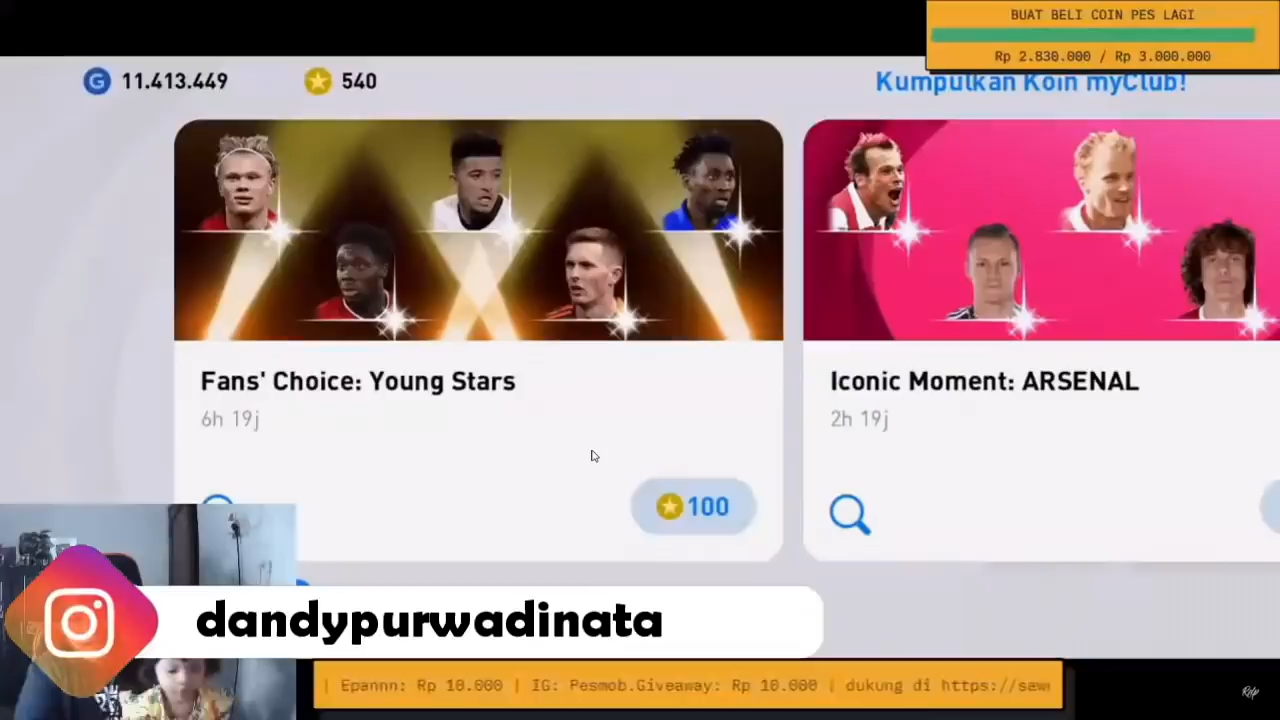 BUAT BELI COIN PES LAGI
Rp 2.830.000 / Rp 3.000.000
11.413.449
540
Kumpulkan Koin myClub!
Fans' Choice: Young Stars
6h 19j
100
Iconic Moment: ARSENAL
2h 19j
dandypurwadinata
| Epannn: Rp 10.000 | IG: Pesmob.Giveaway: Rp 10.000 | dukung di https://saw